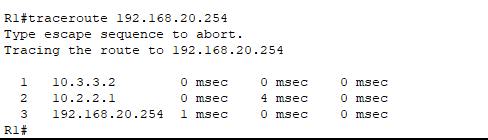 R1#traceroute 192.168.20.254
Type escape sequence to abort.
Tracing the route to 192.168.20.254
1 10.3.3.2 0 msec 0 msec 0 msec
2 10.2.2.1 0 msec 4 msec 0 msec
3 192.168.20.254 1 msec 0 msec 0 msec
R1#